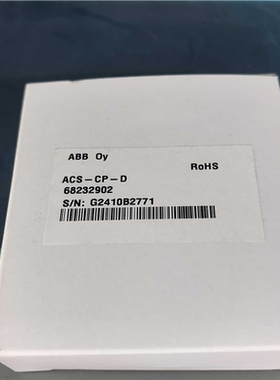 ABB Oy
RoHS
ACS-CP-D
68232902
S/N: G2410B2771